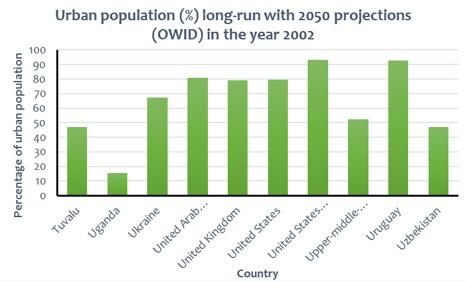 Urban population (%) long-run with 2050 projections
(OWID) in the year 2002
Percentage of urban population
100
90
80
70
60
50
40
30
20
10
0
Tuvalu
Uganda
Ukraine
United Arab…
United Kingdom
United States
United States…
Upper-middle-…
Uruguay
Uzbekistan
Country